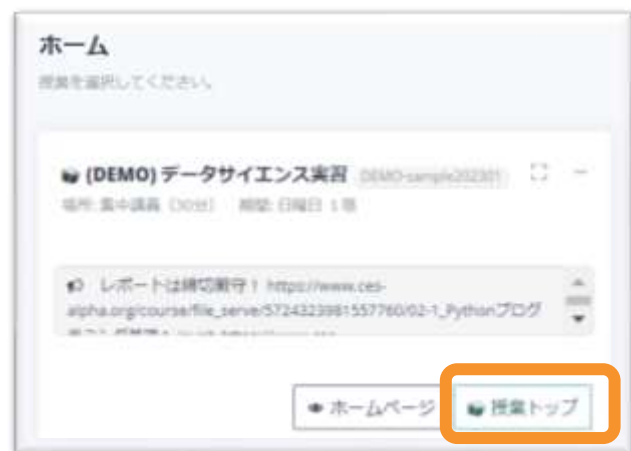 ホーム
授業を選択してください。
(DEMO) データサイエンス実習 DEMO-sample202301
場所: 集中講義 (30分) 期間: 日曜日 1限
レポートは締切厳守！ https://www.ces-
alpha.org/course/file_serve/5724323981557760/02-1_Pythonプログ
ホームページ
授業トップ